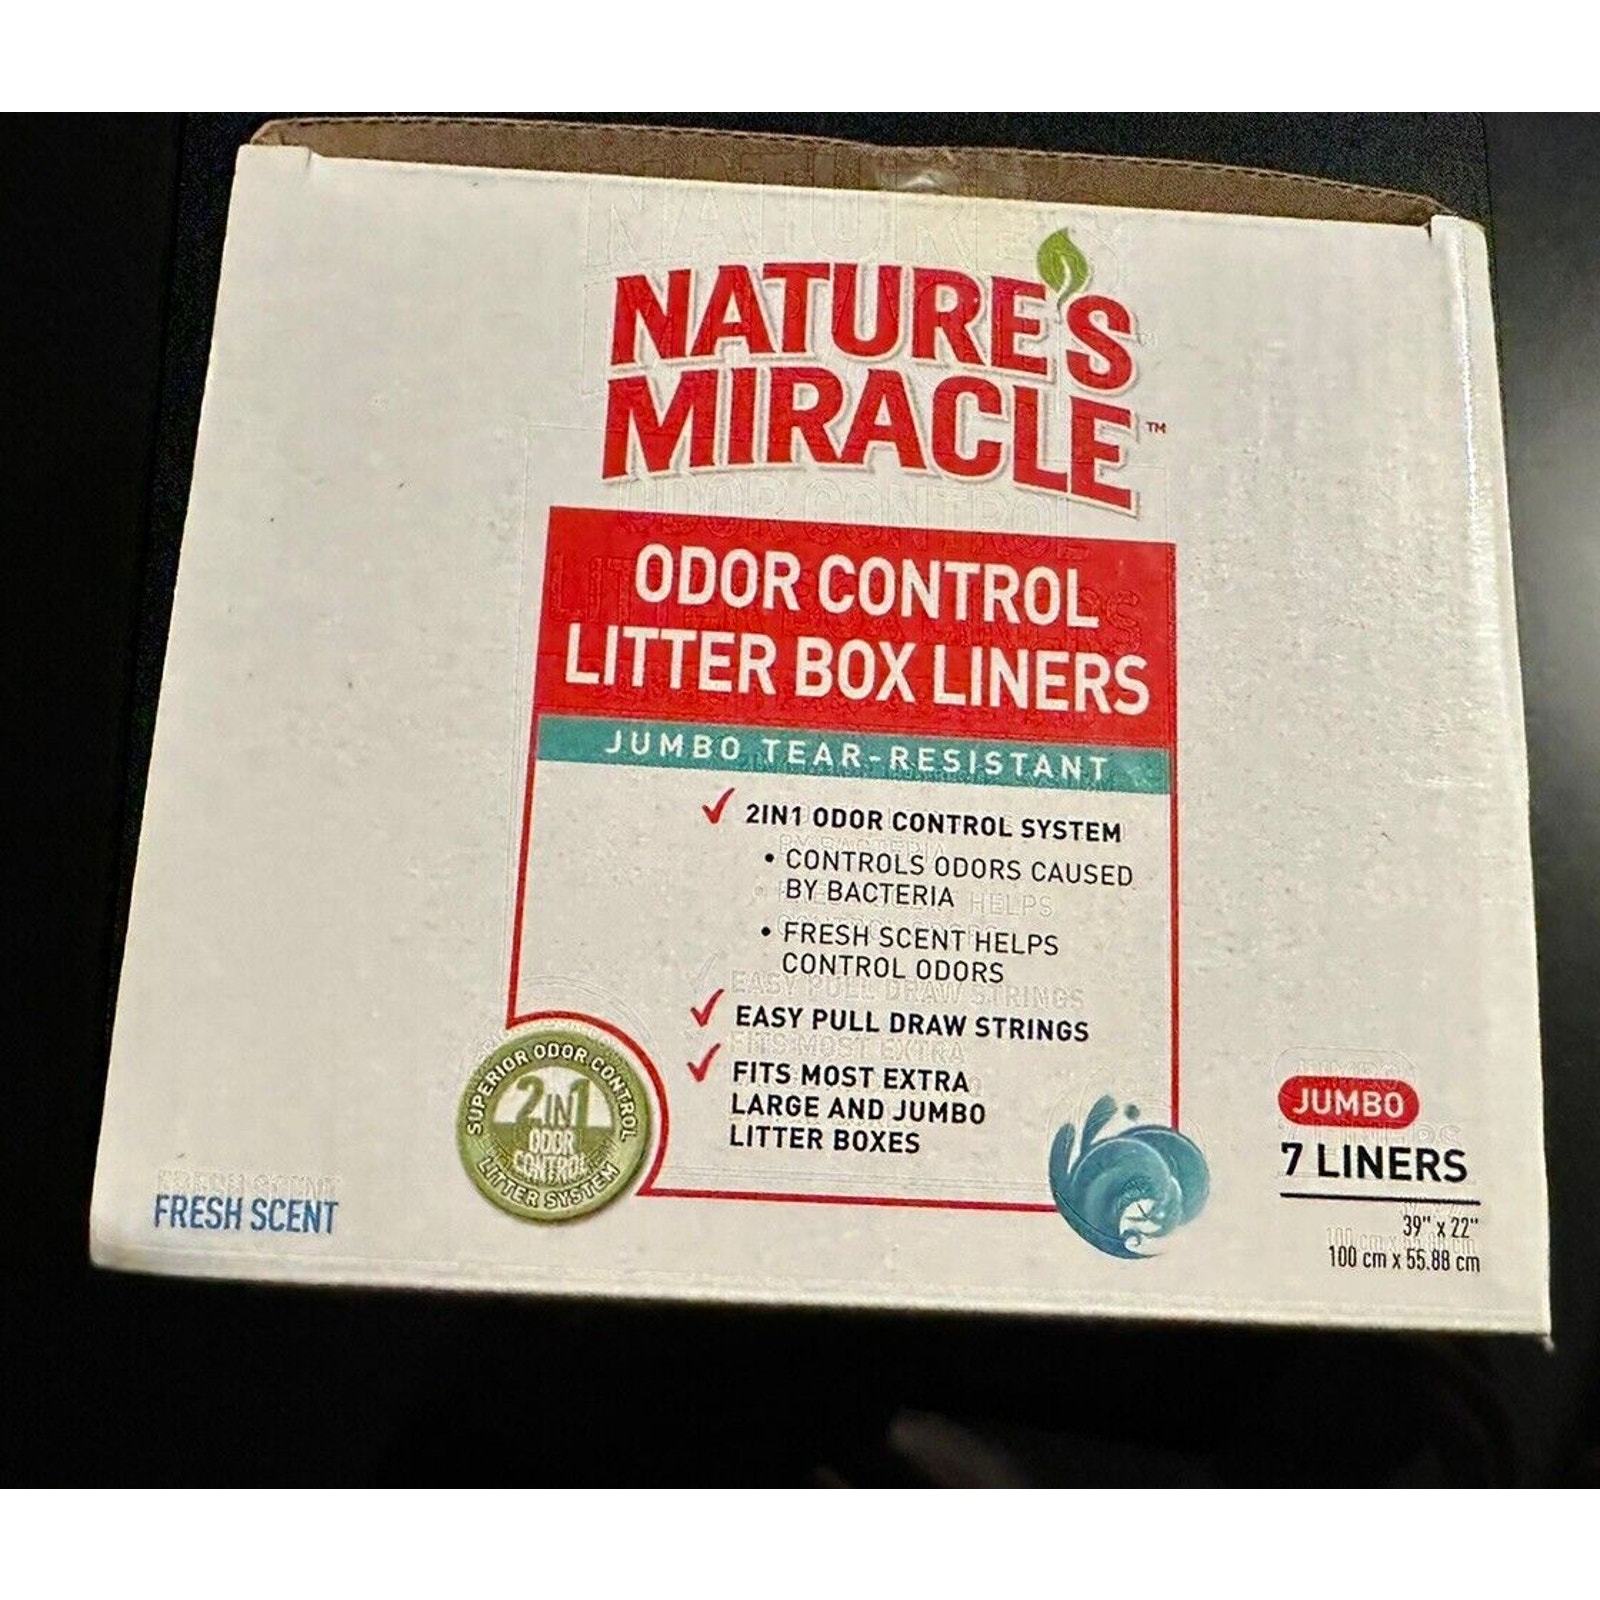 NATURE'S
MIRACLE™
ODOR CONTROL
LITTER BOX LINERS
JUMBO TEAR-RESISTANT
✓ 2IN1 ODOR CONTROL SYSTEM
• CONTROLS ODORS CAUSED
BY BACTERIA
• FRESH SCENT HELPS
CONTROL ODORS
✓ EASY PULL DRAW STRINGS
✓ FITS MOST EXTRA
LARGE AND JUMBO
LITTER BOXES
SUPERIOR ODOR CONTROL
2IN1
ODOR
CONTROL
LITTER SYSTEM
FRESH SCENT
JUMBO
7 LINERS
39" x 22"
100 cm x 55.88 cm